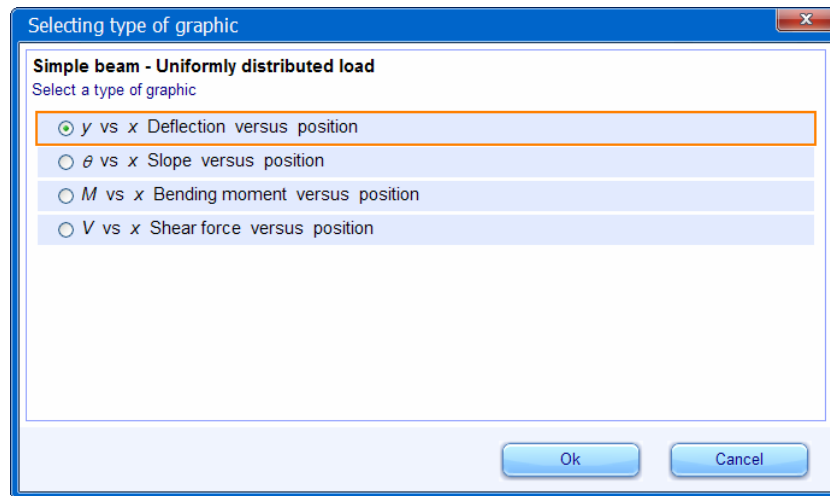 Selecting type of graphic
Simple beam - Uniformly distributed load
Select a type of graphic
y vs x Deflection versus position
θ vs x Slope versus position
M vs x Bending moment versus position
V vs x Shear force versus position
Ok Cancel